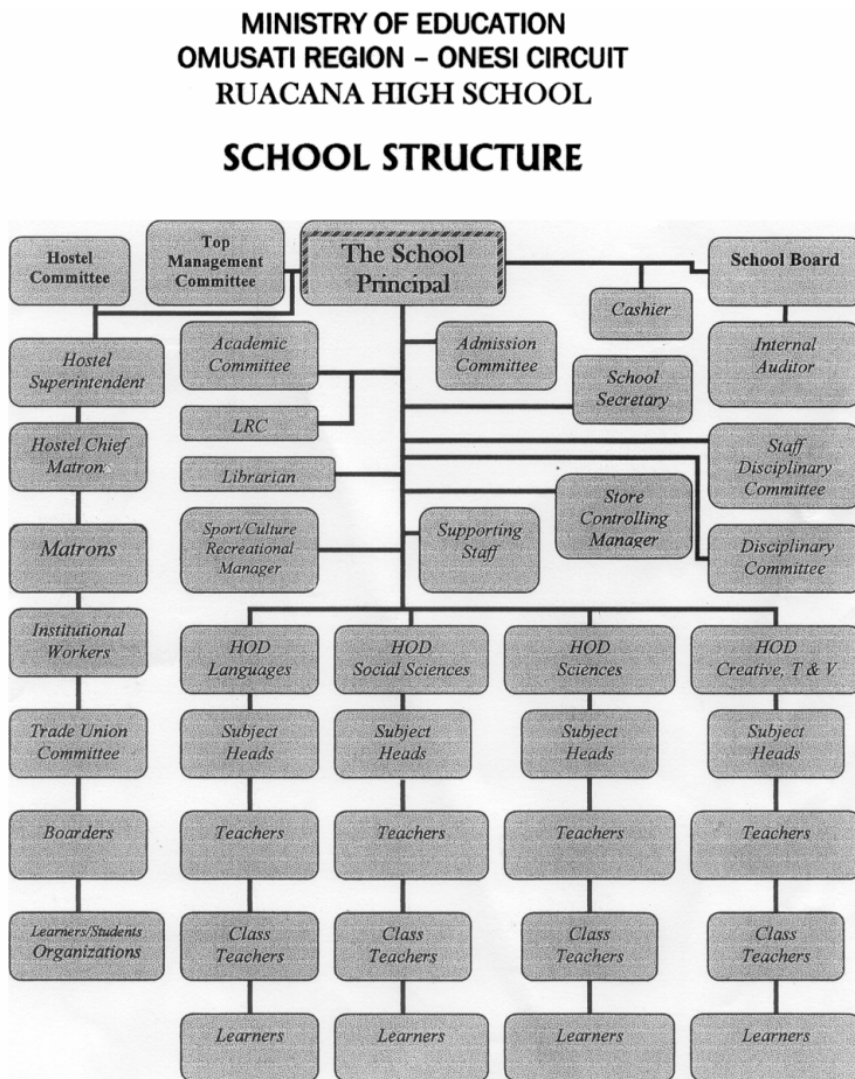 MINISTRY OF EDUCATION
OMUSATI REGION – ONESI CIRCUIT
RUACANA HIGH SCHOOL
SCHOOL STRUCTURE
Hostel
Committee
Top
Management
Committee
The School
Principal
School Board
Cashier
Hostel
Superintendent
Academic
Committee
Admission
Committee
Internal
Auditor
School
Secretary
LRC
Hostel Chief
Matron
Staff
Disciplinary
Committee
Librarian
Store
Controlling
Manager
Matrons
Sport/Culture
Recreational
Manager
Supporting
Staff
Disciplinary
Committee
Institutional
Workers
HOD
Languages
HOD
Social Sciences
HOD
Sciences
HOD
Creative, T & V
Trade Union
Committee
Subject
Heads
Subject
Heads
Subject
Heads
Subject
Heads
Boarders
Teachers
Teachers
Teachers
Teachers
Learners/Students
Organizations
Class
Teachers
Class
Teachers
Class
Teachers
Class
Teachers
Learners
Learners
Learners
Learners